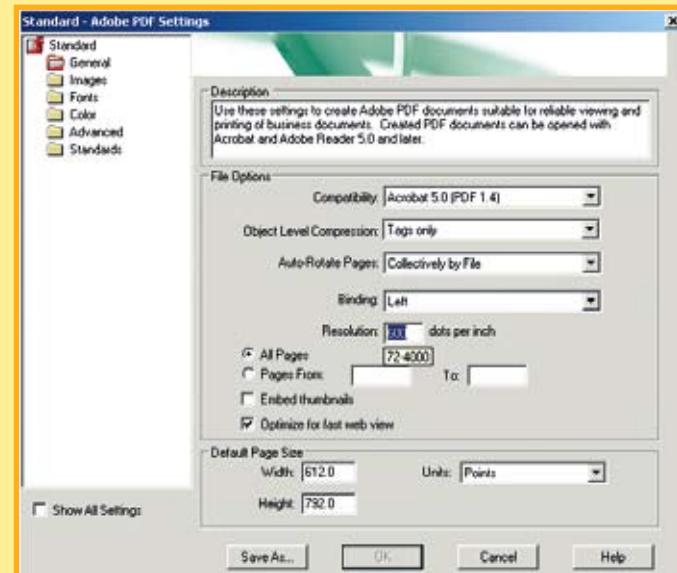 Standard - Adobe PDF Settings
Standard
General
Images
Fonts
Color
Advanced
Standards
Show All Settings
Description
Use these settings to create Adobe PDF documents suitable for reliable viewing and
printing of business documents. Created PDF documents can be opened with
Acrobat and Adobe Reader 5.0 and later.
File Options
Compatibility: Acrobat 5.0 (PDF 1.4)
Object Level Compression: Tags only
Auto-Rotate Pages: Collectively by File
Binding: Left
Resolution: 600 dots per inch
All Pages 72-4000
Pages From: To:
Embed thumbnails
Optimize for fast web view
Default Page Size
Width: 612.0 Units: Points
Height: 792.0
Save As... OK Cancel Help